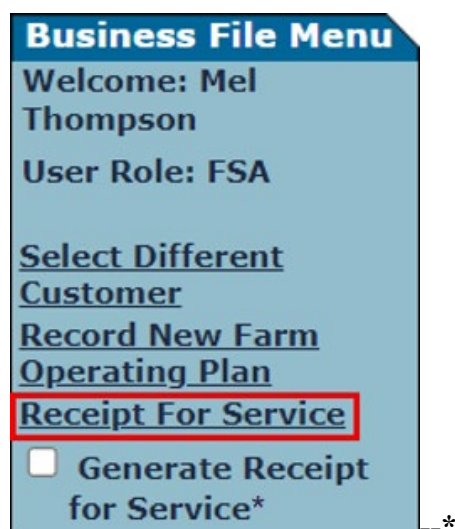 Business File Menu
Welcome: Mel
Thompson
User Role: FSA
Select Different
Customer
Record New Farm
Operating Plan
Receipt For Service
Generate Receipt
for Service*
--*